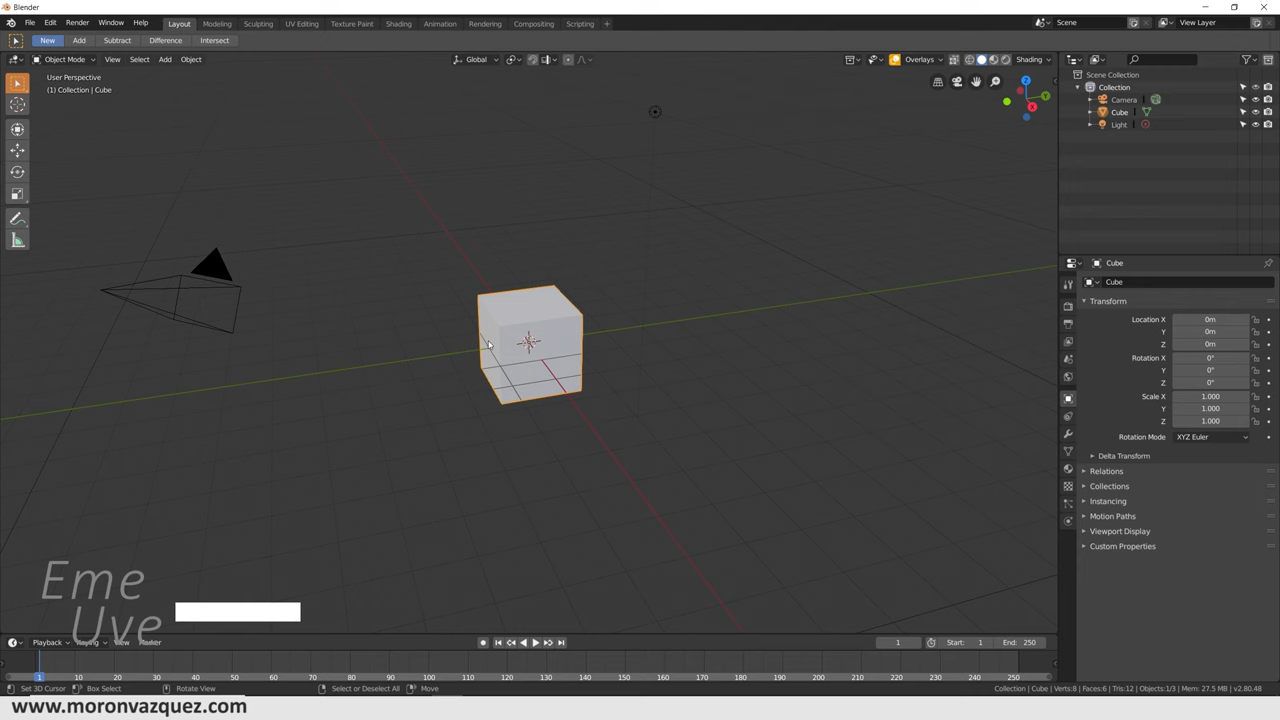 Blender
File Edit Render Window Help Layout Modeling Sculpting UV Editing Texture Paint Shading Animation Rendering Compositing Scripting + Scene View Layer
New Add Subtract Difference Intersect
Object Mode View Select Add Object Global Overlays Shading
User Perspective
(1) Collection | Cube
Z
Y
X
Scene Collection
Collection
Camera
Cube
Light
Cube
Cube
Transform
Location X 0m
Y 0m
Z 0m
Rotation X 0°
Y 0°
Z 0°
Scale X 1.000
Y 1.000
Z 1.000
Rotation Mode XYZ Euler
Delta Transform
Relations
Collections
Instancing
Motion Paths
Viewport Display
Custom Properties
Eme
Uve
Playback Keying View Marker 1 Start: 1 End: 250
1 10 20 30 40 50 60 70 80 90 100 110 120 130 140 150 160 170 180 190 200 210 220 230 240 250
Set 3D Cursor Box Select Rotate View Select or Deselect All Move Collection | Cube | Verts:8 | Faces:6 | Tris:12 | Objects:1/3 | Mem: 27.5 MB | v2.80.48
www.moronvazquez.com